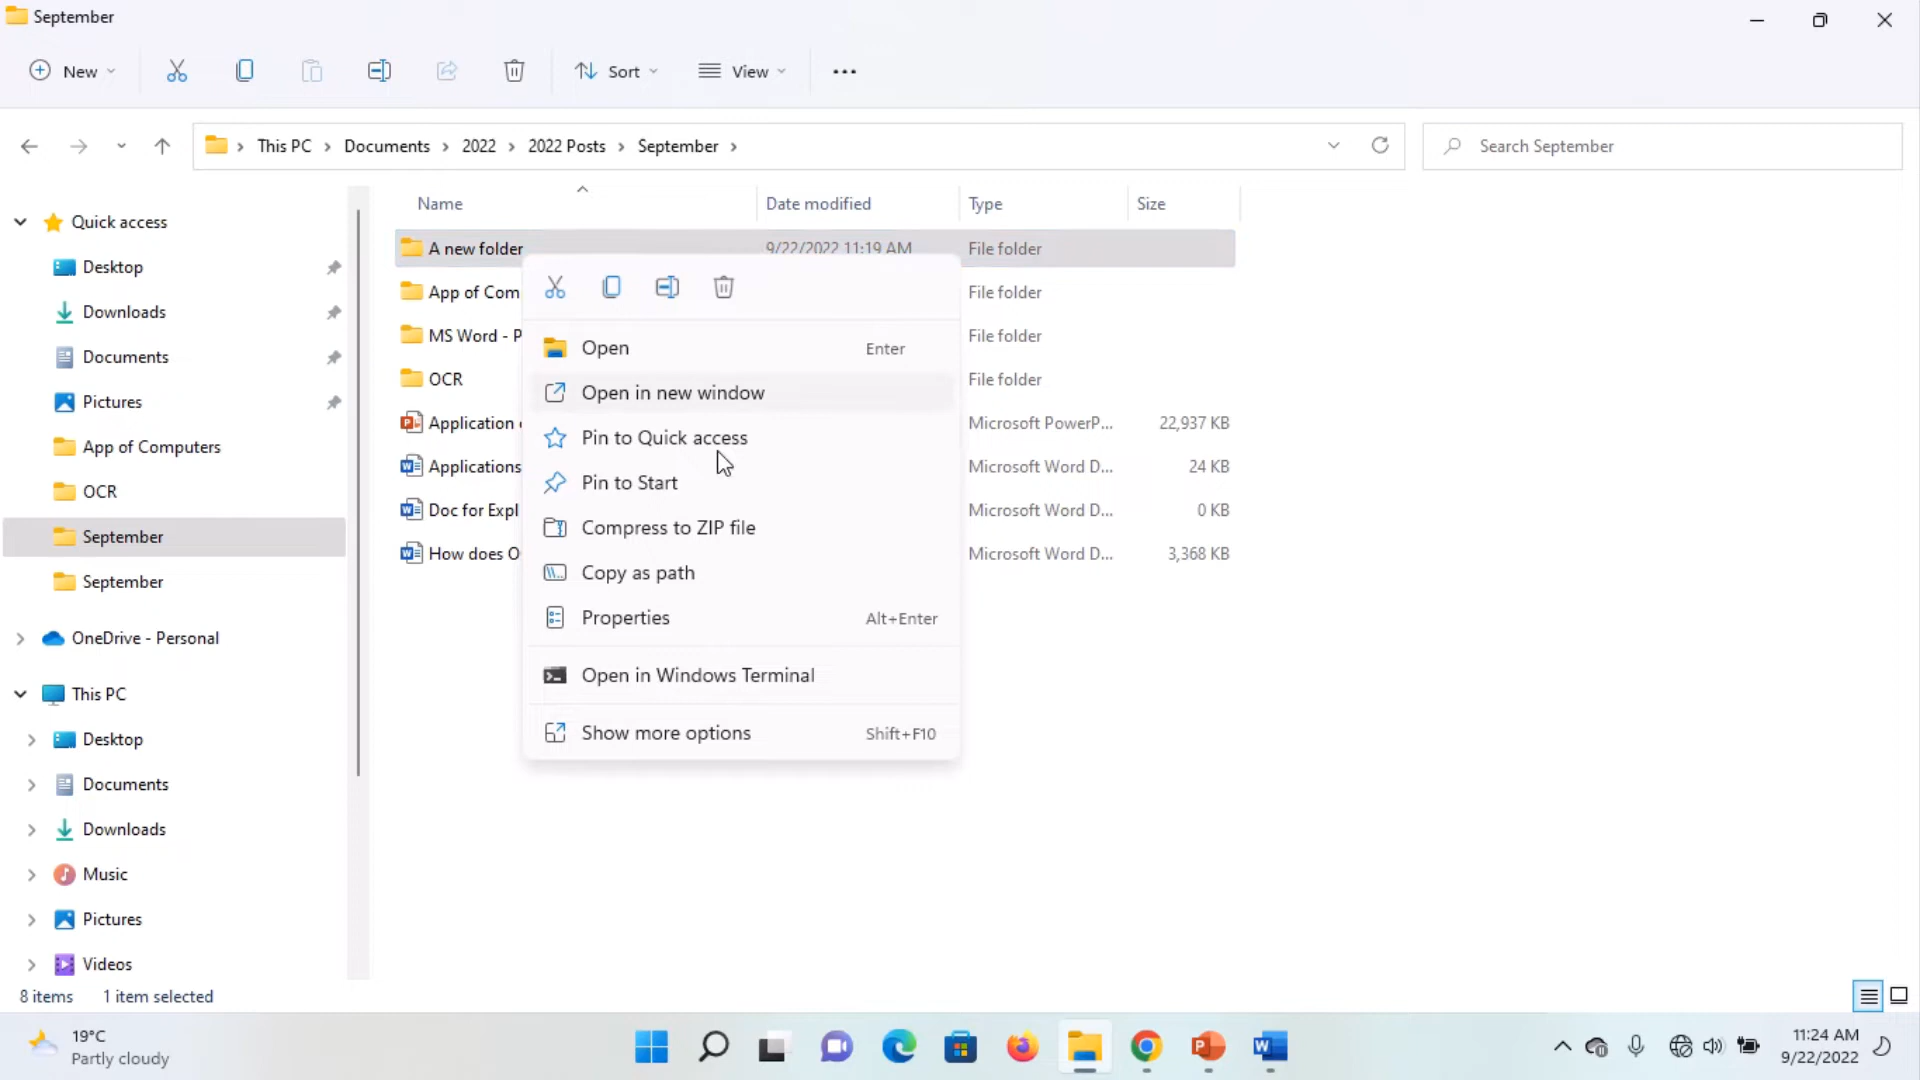 September
New
Sort
View
This PC
Documents
2022
2022 Posts
September
Search September
Name
Date modified
Type
Size
Quick access
Desktop
Downloads
Documents
Pictures
App of Computers
OCR
September
September
OneDrive - Personal
This PC
Desktop
Documents
Downloads
Music
Pictures
Videos
A new folder 9/22/2022 11:19 AM File folder
App of Com File folder
MS Word - P File folder
OCR File folder
Application Microsoft PowerP... 22,937 KB
Applications Microsoft Word D... 24 KB
Doc for Expl Microsoft Word D... 0 KB
How does O Microsoft Word D... 3,368 KB
Open Enter
Open in new window
Pin to Quick access
Pin to Start
Compress to ZIP file
Copy as path
Properties Alt+Enter
Open in Windows Terminal
Show more options Shift+F10
8 items 1 item selected
19°C
Partly cloudy
11:24 AM
9/22/2022